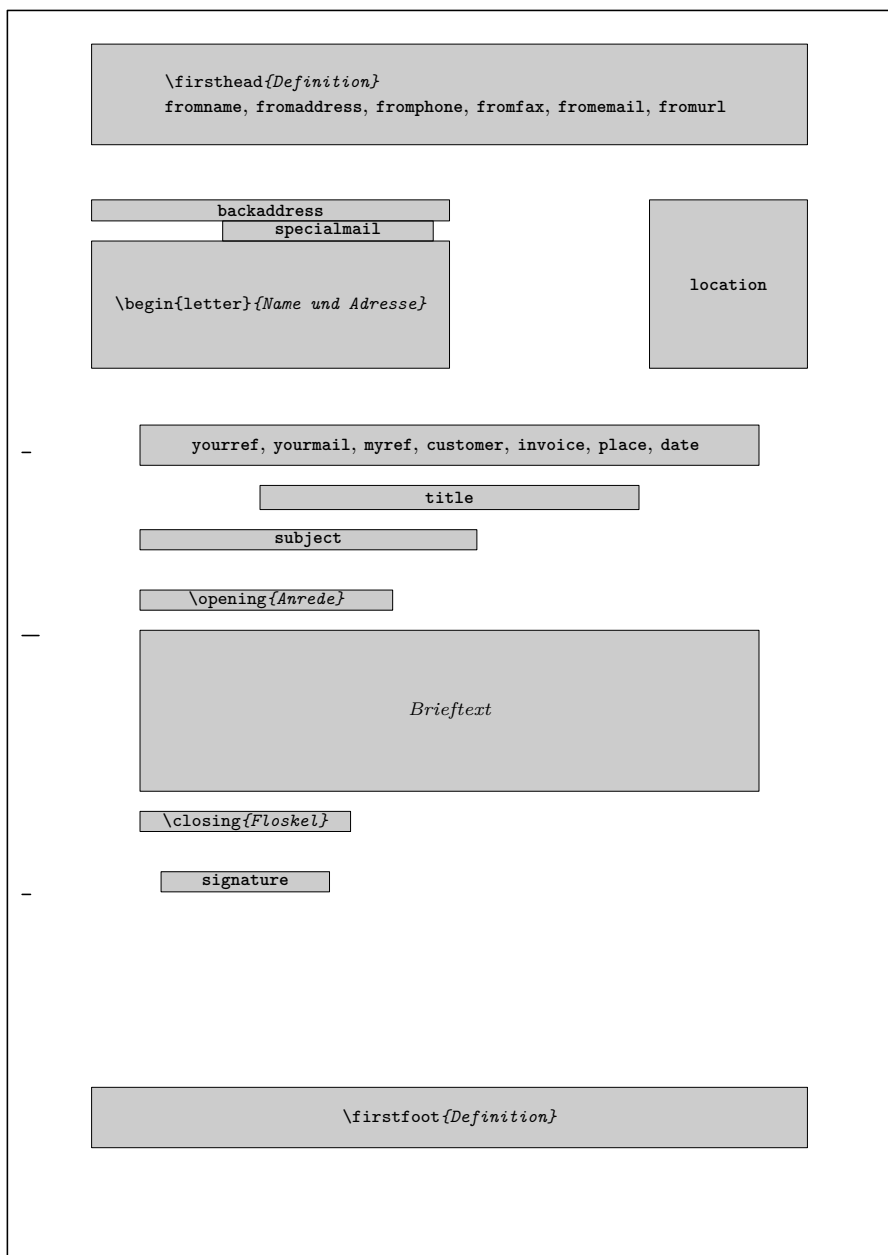 \firsthead{Definition}
fromname, fromaddress, fromphone, fromfax, fromemail, fromurl
backaddress
specialmail
\begin{letter}{Name und Adresse}
location
yourref, yourmail, myref, customer, invoice, place, date
title
subject
\opening{Anrede}
Brieftext
\closing{Floskel}
signature
\firstfoot{Definition}